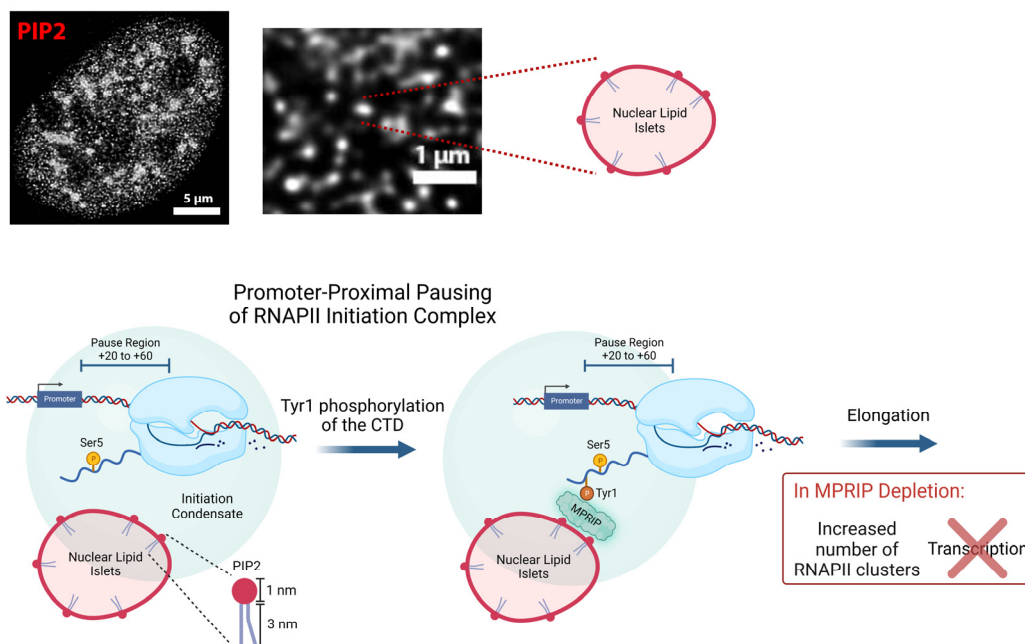 PIP2
5 µm
1 µm
Nuclear Lipid
Islets
Promoter-Proximal Pausing
of RNAPII Initiation Complex
Pause Region
+20 to +60
Promoter
Ser5
P
Initiation
Condensate
Nuclear Lipid
Islets
PIP2
1 nm
3 nm
Tyr1 phosphorylation
of the CTD
Pause Region
+20 to +60
Promoter
Ser5
P
P
Tyr1
MPRIP
Nuclear Lipid
Islets
Elongation
In MPRIP Depletion:
Increased
number of
RNAPII clusters
Transcription